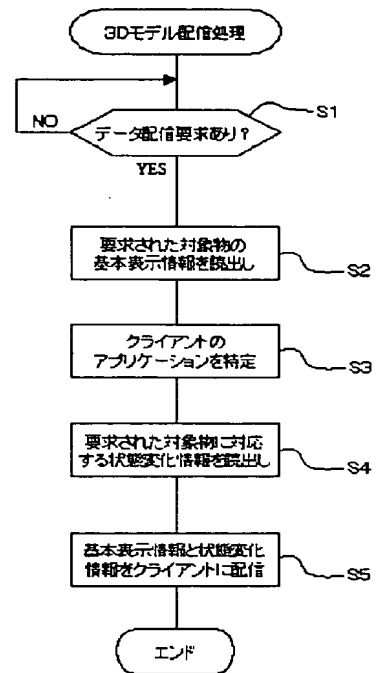 3Dモデル配信処理
NO
データ配信要求あり?
S1
YES
要求された対象物の
基本表示情報を読出し
S2
クライアントの
アプリケーションを特定
S3
要求された対象物に対応
する状態変化情報を読出し
S4
基本表示情報と状態変化
情報をクライアントに配信
S5
エンド